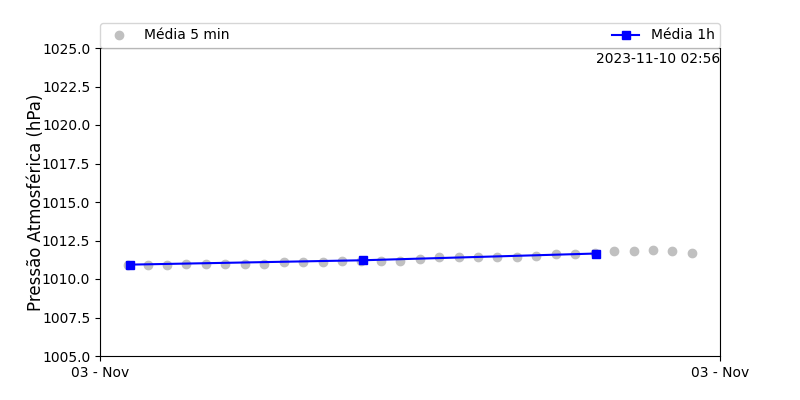 Média 5 min
Média 1h
2023-11-10 02:56
Pressão Atmosférica (hPa)
1025.0
1022.5
1020.0
1017.5
1015.0
1012.5
1010.0
1007.5
1005.0
03 - Nov
03 - Nov